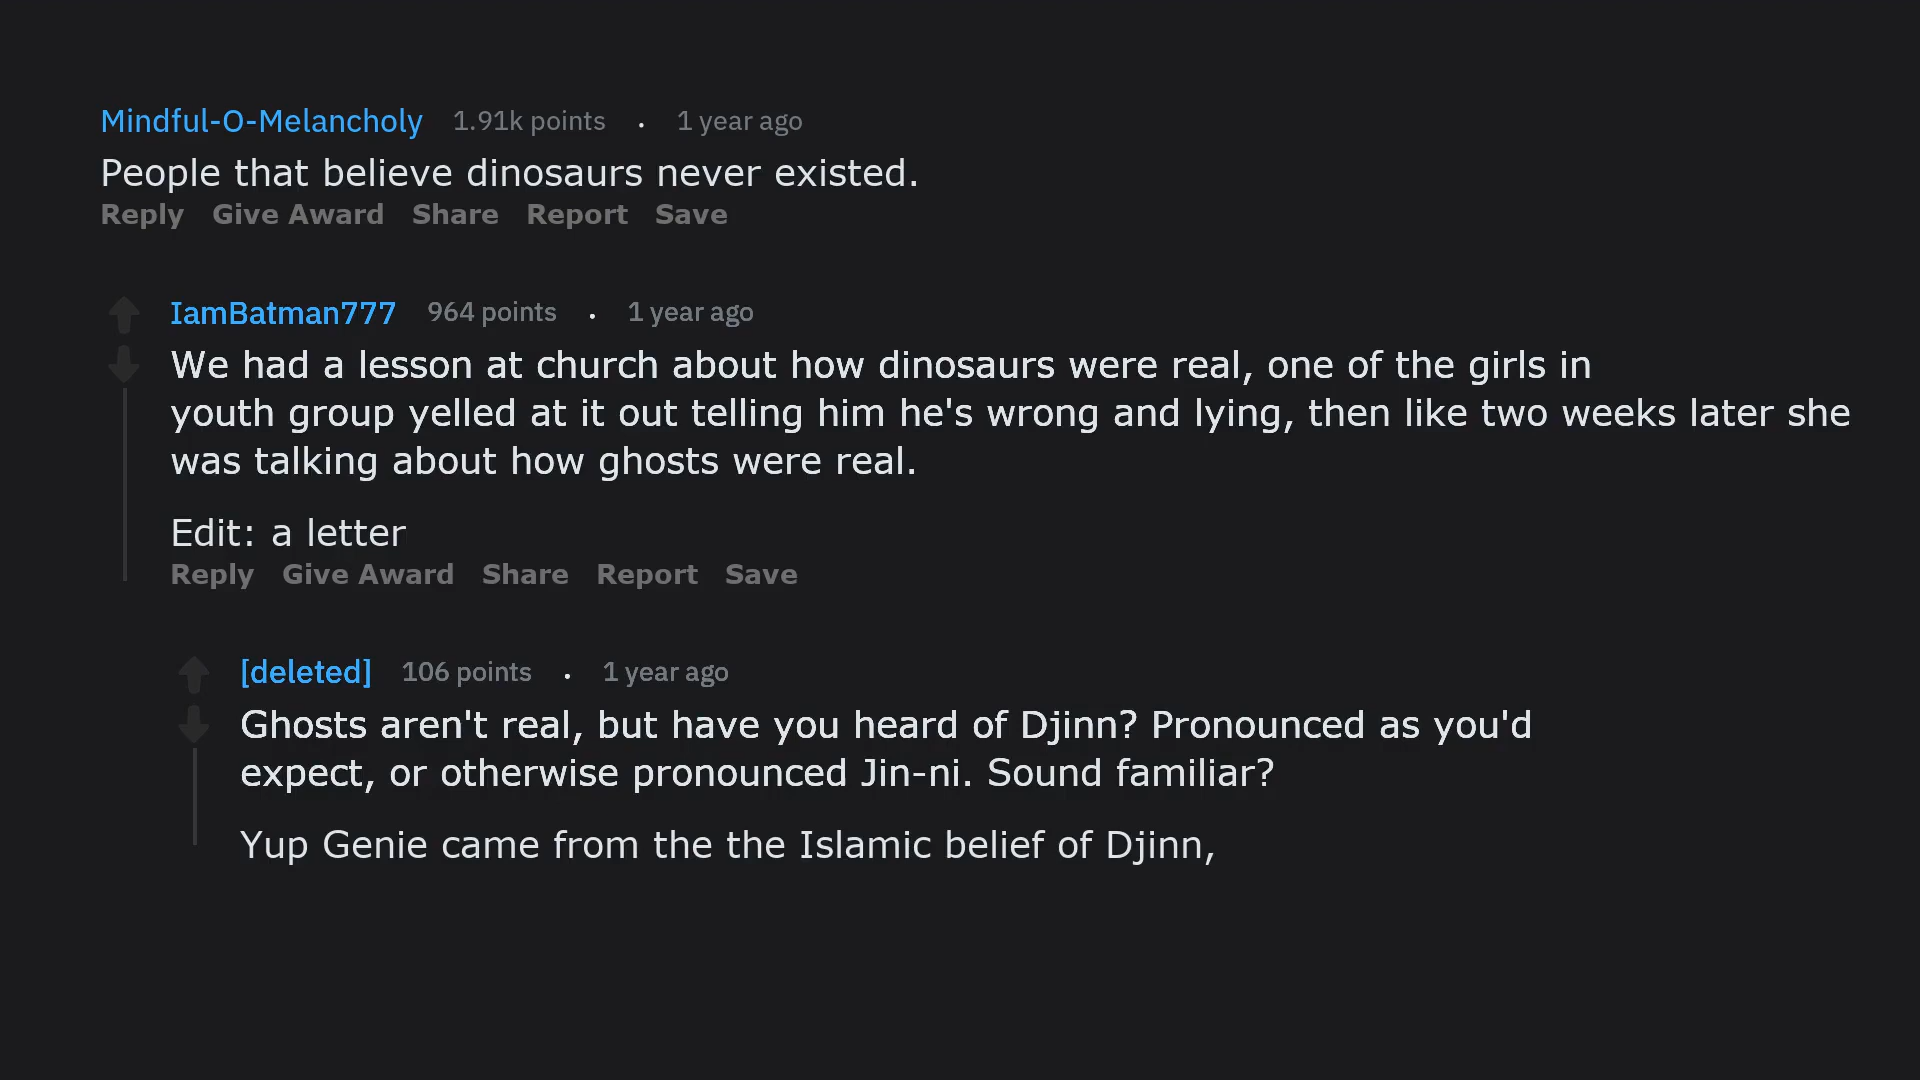 Mindful-O-Melancholy 1.91k points . 1 year ago
People that believe dinosaurs never existed.
Reply Give Award Share Report Save
IamBatman777 964 points . 1 year ago
We had a lesson at church about how dinosaurs were real, one of the girls in
youth group yelled at it out telling him he's wrong and lying, then like two weeks later she
was talking about how ghosts were real.
Edit: a letter
Reply Give Award Share Report Save
[deleted] 106 points . 1 year ago
Ghosts aren't real, but have you heard of Djinn? Pronounced as you'd
expect, or otherwise pronounced Jin-ni. Sound familiar?
Yup Genie came from the the Islamic belief of Djinn,